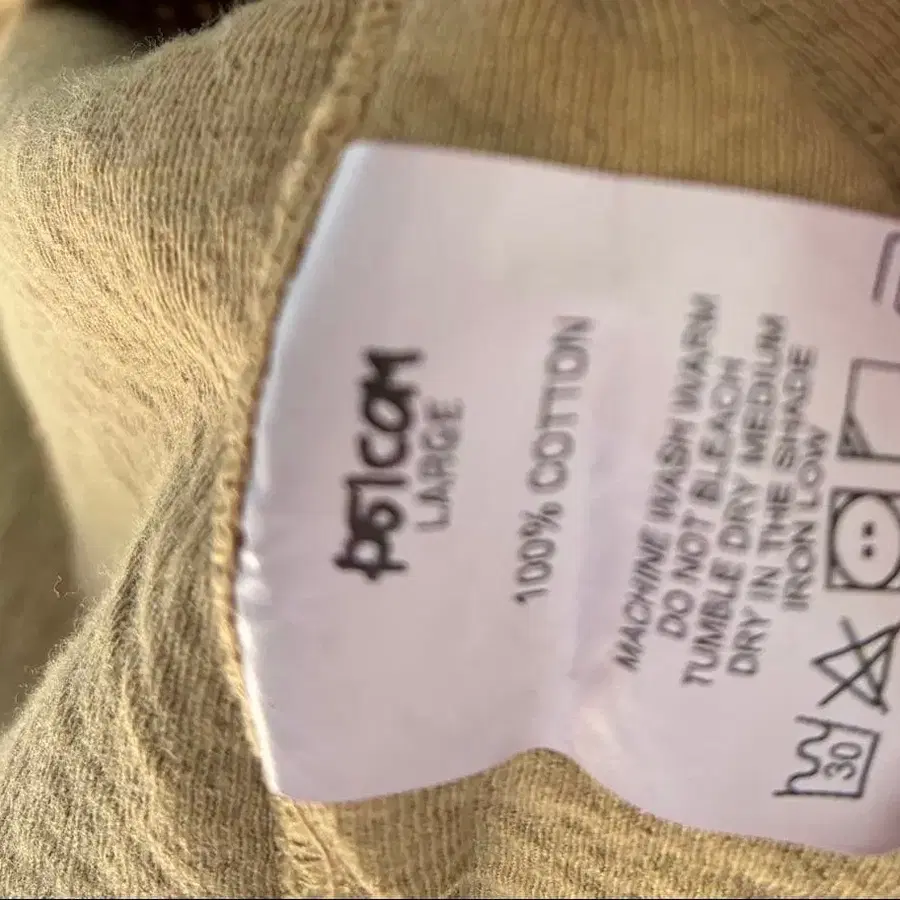 LARGE
100% COTTON
MACHINE WASH WARM
DO NOT BLEACH
TUMBLE DRY MEDIUM
DRY IN THE SHADE
IRON LOW
30